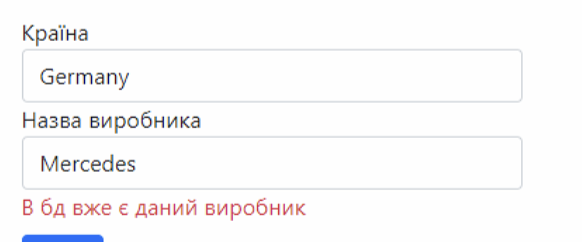 Країна
Germany
Назва виробника
Mercedes
В бд вже є даний виробник